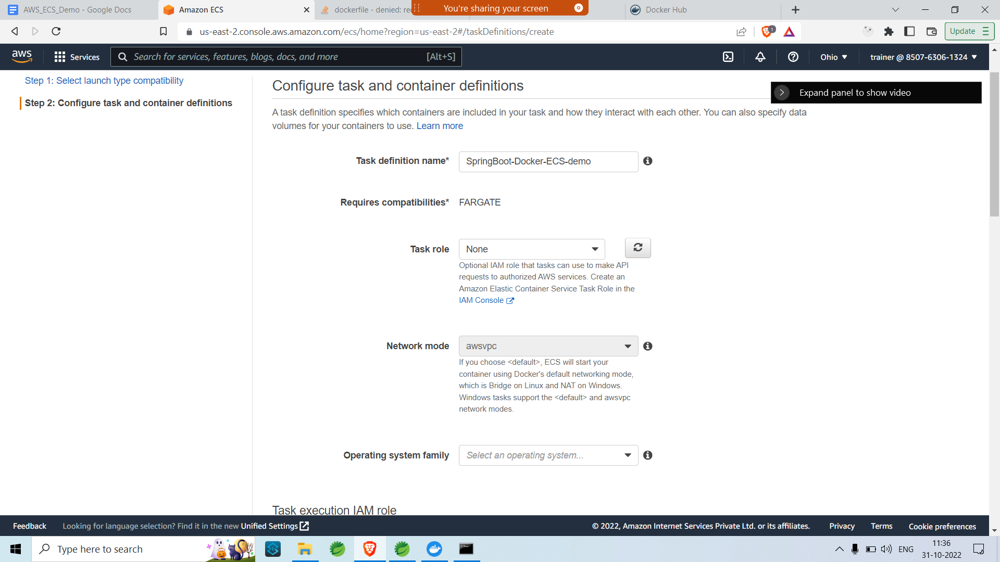 AWS_ECS_Demo - Google Docs
Amazon ECS
dockerfile - denied: re
You're sharing your screen
Docker Hub
us-east-2.console.aws.amazon.com/ecs/home?region=us-east-2#/taskDefinitions/create
1
Update
aws
Services
Search for services, features, blogs, docs, and more
[Alt+S]
Ohio
trainer @ 8507-6306-1324
Step 1: Select launch type compatibility
Step 2: Configure task and container definitions
Configure task and container definitions
Expand panel to show video
A task definition specifies which containers are included in your task and how they interact with each other. You can also specify data
volumes for your containers to use. Learn more
Task definition name*
SpringBoot-Docker-ECS-demo
Requires compatibilities*
FARGATE
Task role
None
Optional IAM role that tasks can use to make API
requests to authorized AWS services. Create an
Amazon Elastic Container Service Task Role in the
IAM Console
Network mode
awsvpc
If you choose <default>, ECS will start your
container using Docker's default networking mode,
which is Bridge on Linux and NAT on Windows.
Windows tasks support the <default> and awsvpc
network modes.
Operating system family
Select an operating system...
Task execution IAM role
Feedback
Looking for language selection? Find it in the new Unified Settings
© 2022, Amazon Internet Services Private Ltd. or its affiliates.
Privacy
Terms
Cookie preferences
Type here to search
ENG
11:36
31-10-2022